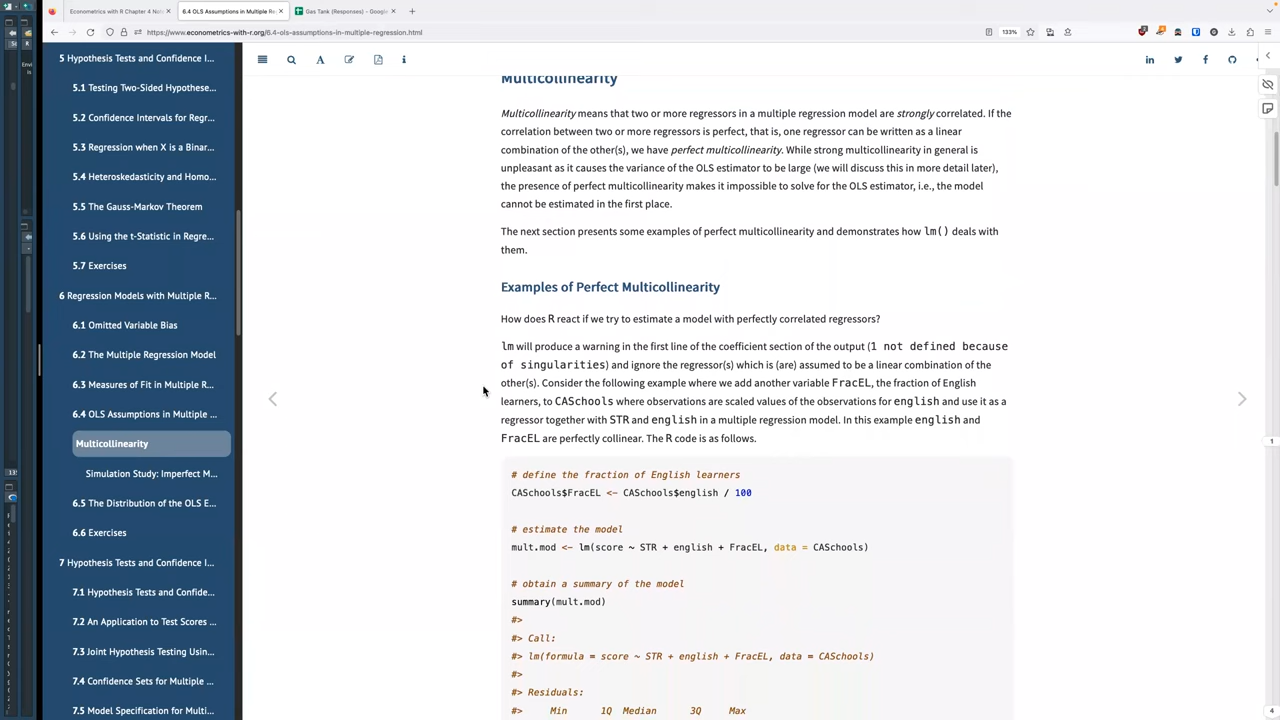 Econometrics with R Chapter 4 Not
6.4 OLS Assumptions in Multiple Re
Gas Tank (Responses) - Google
https://www.econometrics-with-r.org/6.4-ols-assumptions-in-multiple-regression.html
133%
5 Hypothesis Tests and Confidence I...
5.1 Testing Two-Sided Hypothese...
5.2 Confidence Intervals for Regr...
5.3 Regression when X is a Binar...
5.4 Heteroskedasticity and Homo...
5.5 The Gauss-Markov Theorem
5.6 Using the t-Statistic in Regre...
5.7 Exercises
6 Regression Models with Multiple R...
6.1 Omitted Variable Bias
6.2 The Multiple Regression Model
6.3 Measures of Fit in Multiple R...
6.4 OLS Assumptions in Multiple ...
Multicollinearity
Simulation Study: Imperfect M...
6.5 The Distribution of the OLS E...
6.6 Exercises
7 Hypothesis Tests and Confidence I...
7.1 Hypothesis Tests and Confide...
7.2 An Application to Test Scores ...
7.3 Joint Hypothesis Testing Usin...
7.4 Confidence Sets for Multiple ...
7.5 Model Specification for Multi...
Multicollinearity
Multicollinearity means that two or more regressors in a multiple regression model are strongly correlated. If the
correlation between two or more regressors is perfect, that is, one regressor can be written as a linear
combination of the other(s), we have perfect multicollinearity. While strong multicollinearity in general is
unpleasant as it causes the variance of the OLS estimator to be large (we will discuss this in more detail later),
the presence of perfect multicollinearity makes it impossible to solve for the OLS estimator, i.e., the model
cannot be estimated in the first place.
The next section presents some examples of perfect multicollinearity and demonstrates how lm() deals with
them.
Examples of Perfect Multicollinearity
How does R react if we try to estimate a model with perfectly correlated regressors?
lm will produce a warning in the first line of the coefficient section of the output (1 not defined because
of singularities) and ignore the regressor(s) which is (are) assumed to be a linear combination of the
other(s). Consider the following example where we add another variable FracEL, the fraction of English
learners, to CASchools where observations are scaled values of the observations for english and use it as a
regressor together with STR and english in a multiple regression model. In this example english and
FracEL are perfectly collinear. The R code is as follows.
# define the fraction of English learners
CASchools$FracEL <- CASchools$english / 100
# estimate the model
mult.mod <- lm(score ~ STR + english + FracEL, data = CASchools)
# obtain a summary of the model
summary(mult.mod)
#>
#> Call:
#> lm(formula = score ~ STR + english + FracEL, data = CASchools)
#>
#> Residuals:
#> Min 1Q Median 3Q Max
1
4